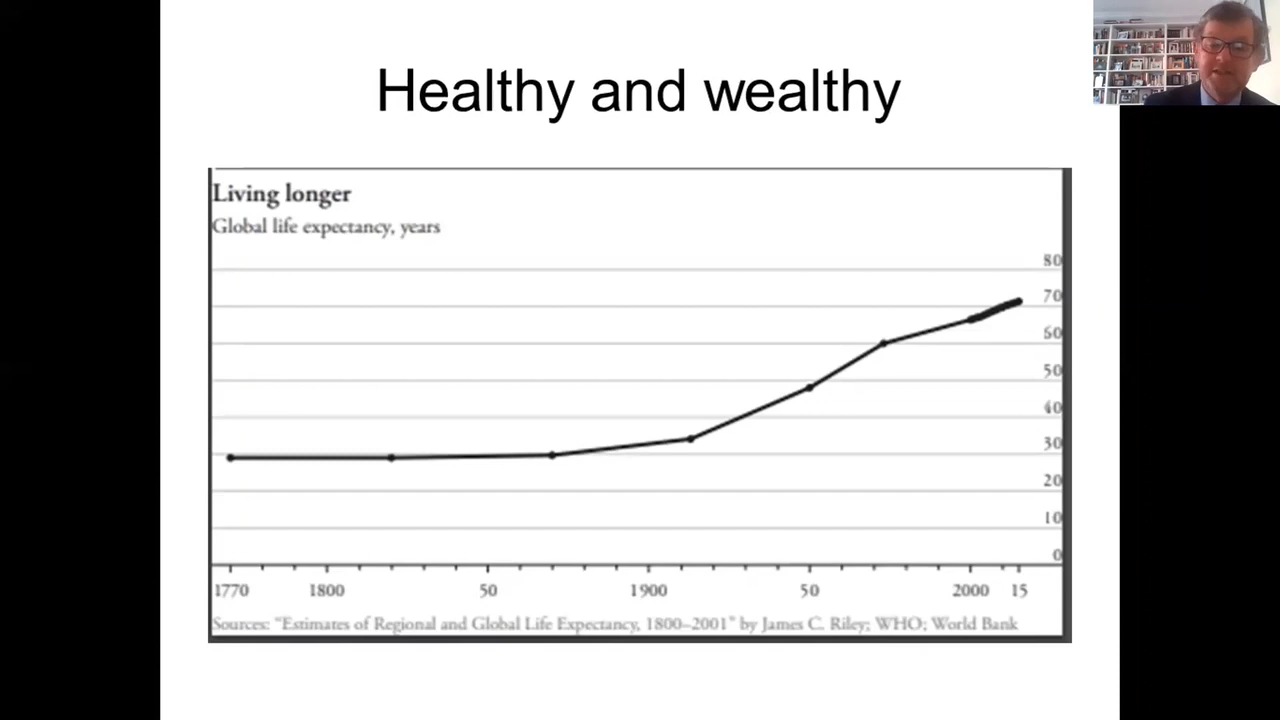 Healthy and wealthy
Living longer
Global life expectancy, years
80
70
60
50
40
30
20
10
0
1770 1800 50 1900 50 2000 15
Sources: "Estimates of Regional and Global Life Expectancy, 1800–2001" by James C. Riley; WHO; World Bank